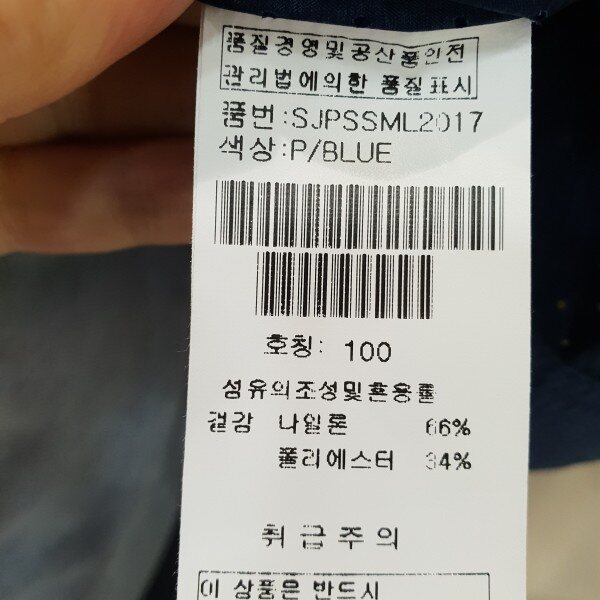 품질경영및공산품안전
관리법에의한 품질표시
품번:SJPSSML2017
색상:P/BLUE
호칭: 100
섬유의조성및혼용률
겉감 나일론 66%
폴리에스터 34%
취급주의
이 상품은 반드시